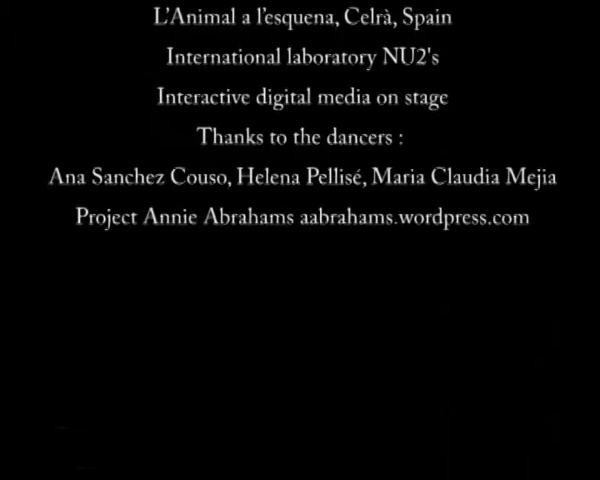 L'Animal a l'esquena, Celrà, Spain
International laboratory NU2's
Interactive digital media on stage
Thanks to the dancers :
Ana Sanchez Couso, Helena Pellisé, Maria Claudia Mejia
Project Annie Abrahams aabrahams.wordpress.com